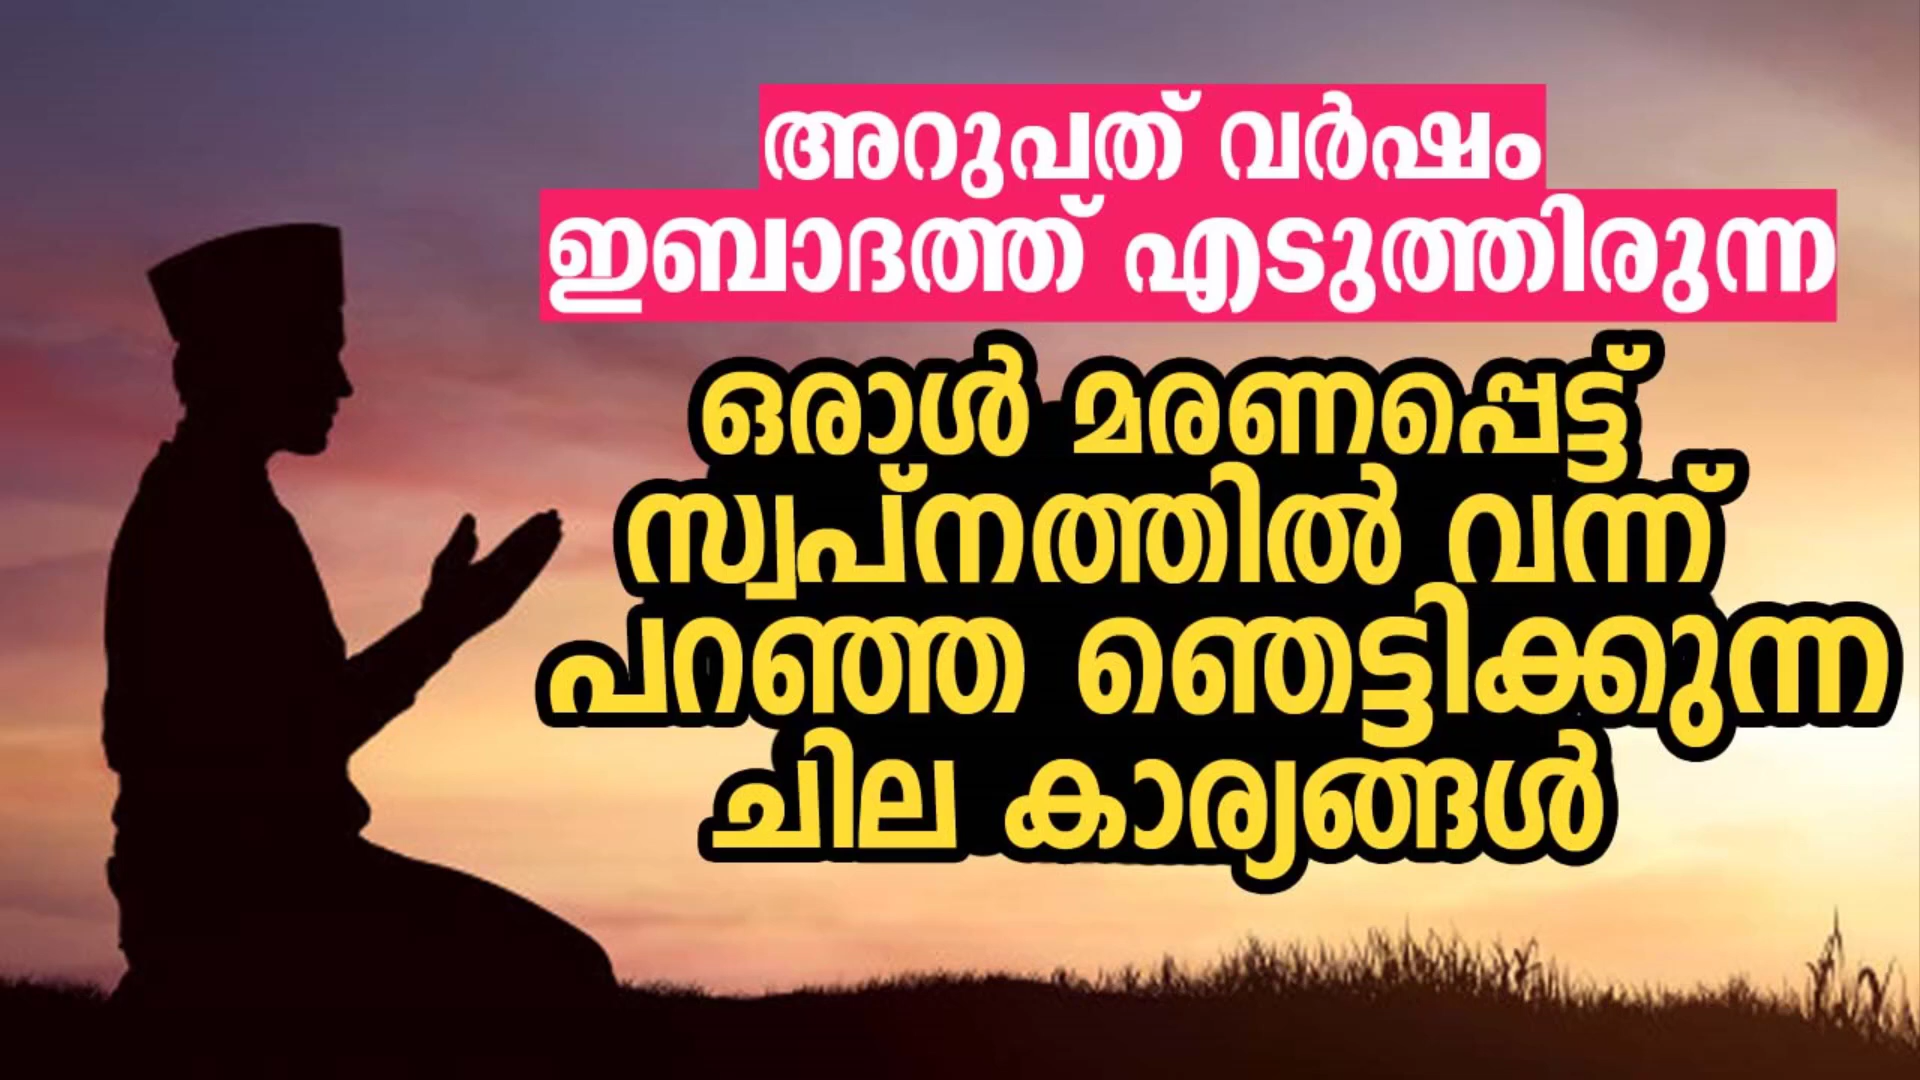 അറുപത് വർഷം
ഇബാദത്ത് എടുത്തിരുന്ന
ഒരാൾ മരണപ്പെട്ട്
സ്വപ്നത്തിൽ വന്ന്
പറഞ്ഞ ഞെട്ടിക്കുന്ന
ചില കാര്യങ്ങൾ